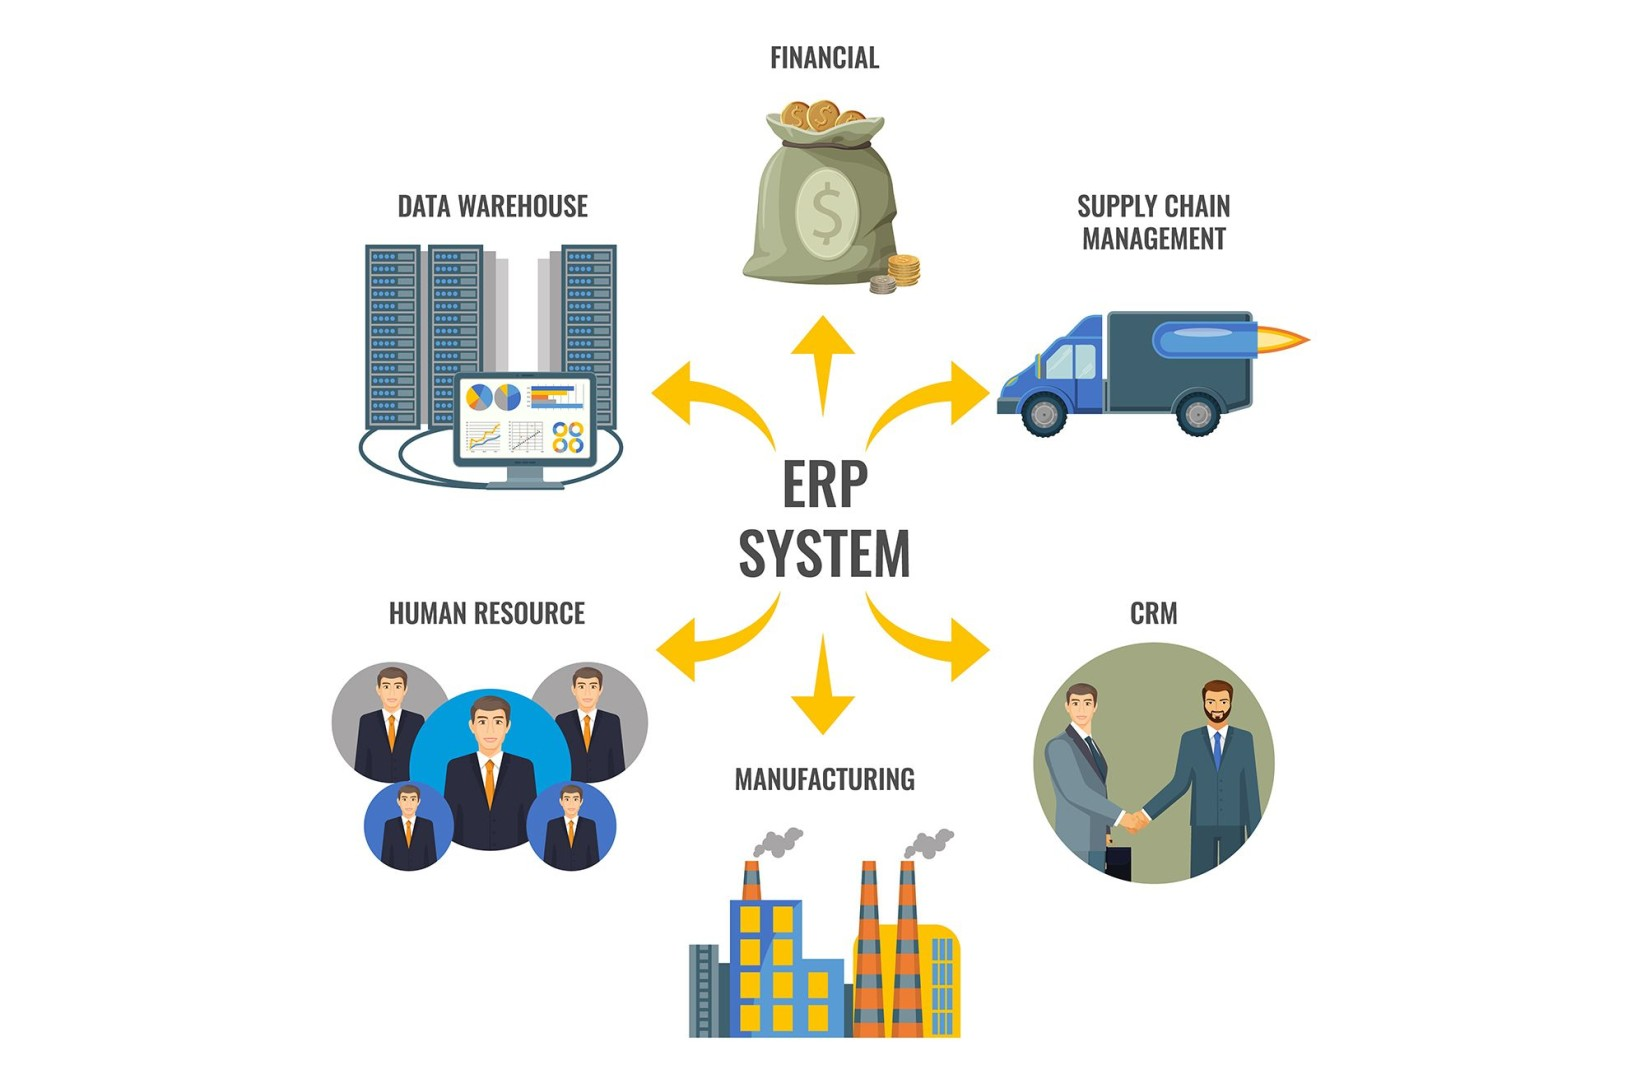 FINANCIAL
DATA WAREHOUSE
SUPPLY CHAIN
MANAGEMENT
$
ERP
SYSTEM
HUMAN RESOURCE
CRM
MANUFACTURING